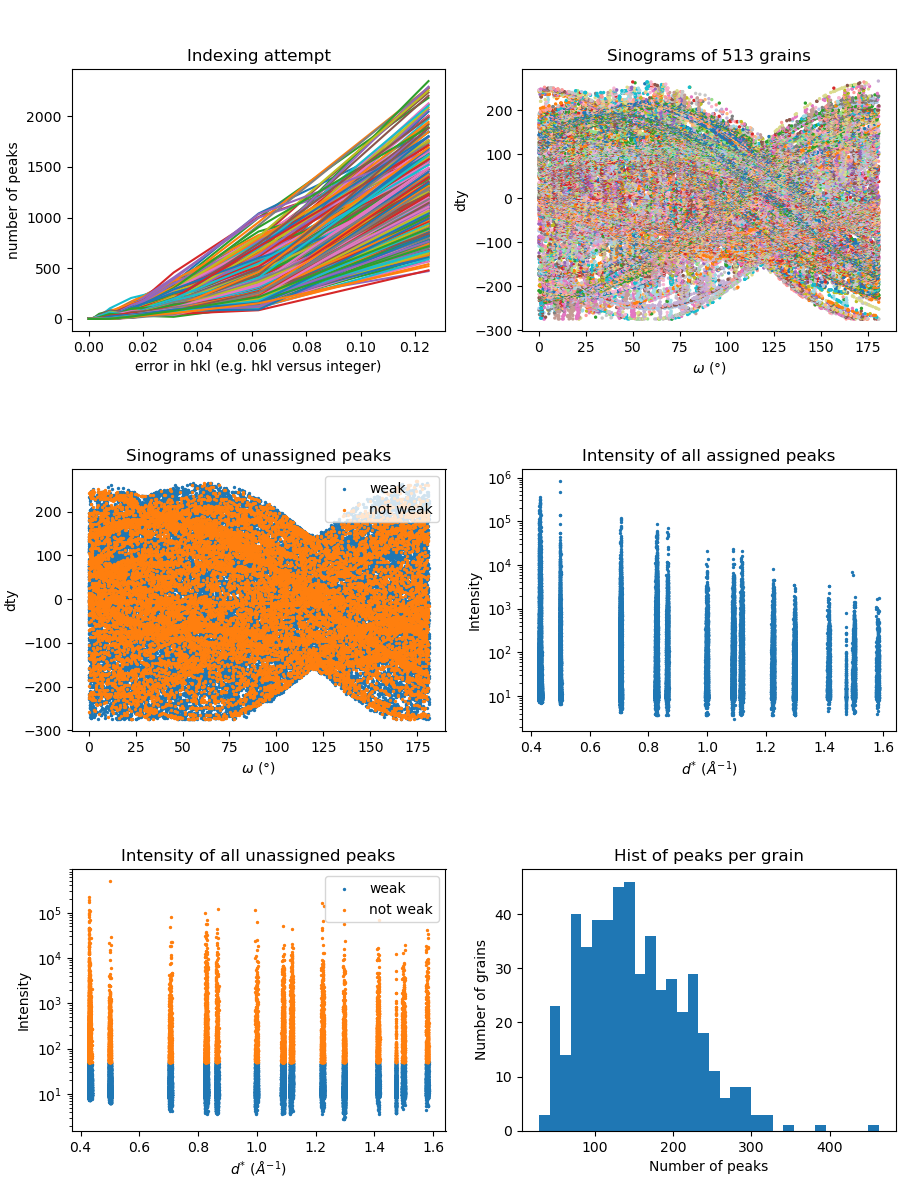 Indexing attempt
number of peaks
2000
1500
1000
500
0
0.00 0.02 0.04 0.06 0.08 0.10 0.12
error in hkl (e.g. hkl versus integer)
Sinograms of 513 grains
dty
200
100
0
−100
−200
−300
0 25 50 75 100 125 150 175
ω (°)
Sinograms of unassigned peaks
weak
not weak
dty
200
100
0
−100
−200
−300
0 25 50 75 100 125 150 175
ω (°)
Intensity of all assigned peaks
Intensity
10⁶
10⁵
10⁴
10³
10²
10¹
0.4 0.6 0.8 1.0 1.2 1.4 1.6
d* (Å⁻¹)
Intensity of all unassigned peaks
weak
not weak
Intensity
10⁵
10⁴
10³
10²
10¹
0.4 0.6 0.8 1.0 1.2 1.4 1.6
d* (Å⁻¹)
Hist of peaks per grain
Number of grains
40
30
20
10
0
100 200 300 400
Number of peaks